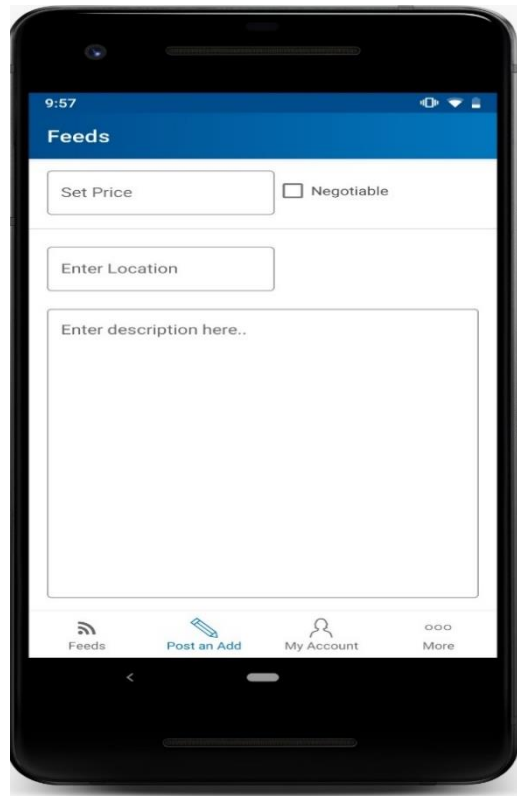 9:57
Feeds
Set Price
Negotiable
Enter Location
Enter description here..
Feeds
Post an Add
My Account
More